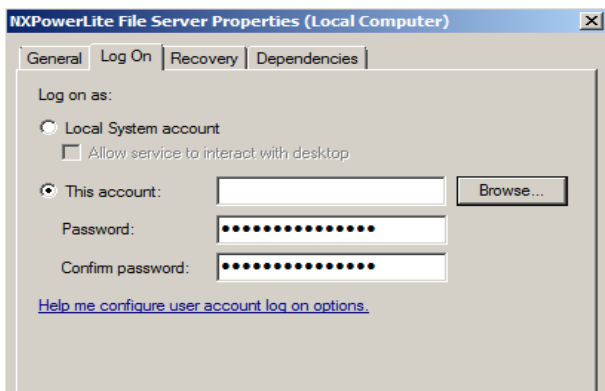 NXPowerLite File Server Properties (Local Computer)
General Log On Recovery Dependencies
Log on as:
Local System account
Allow service to interact with desktop
This account: Browse...
Password: •••••••••••••••
Confirm password: •••••••••••••••
Help me configure user account log on options.